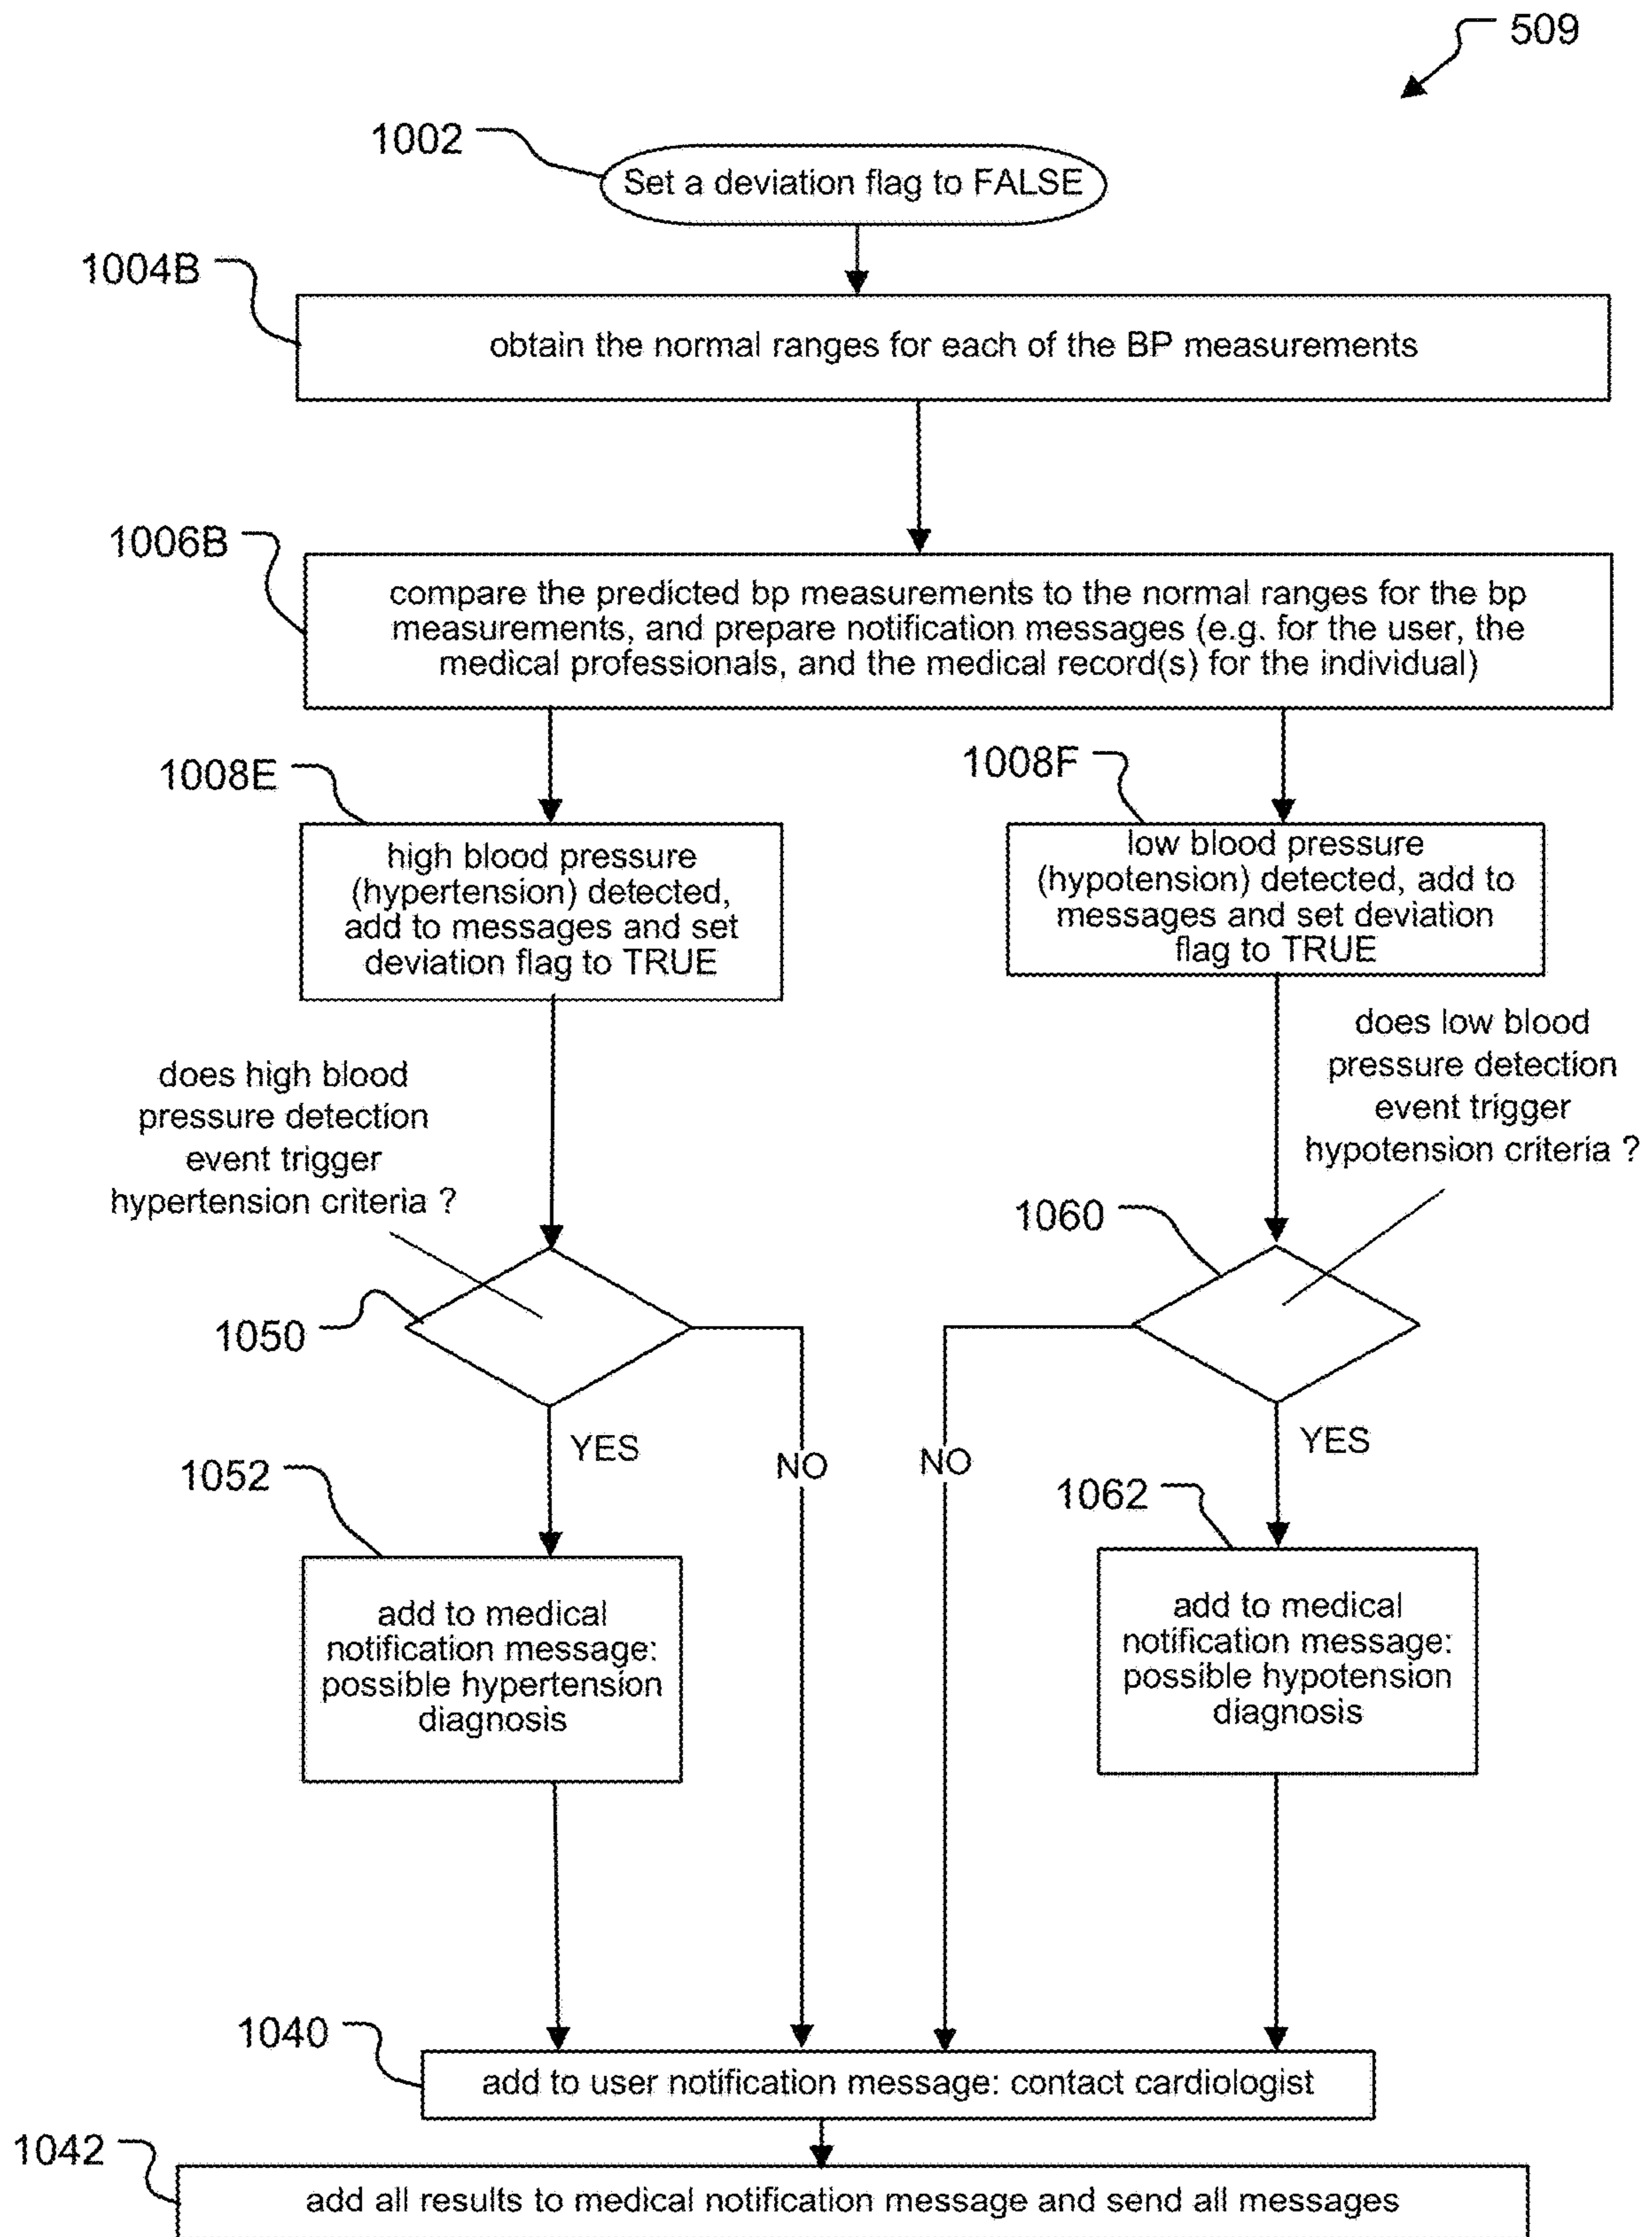 509
1002
Set a deviation flag to FALSE
1004B
obtain the normal ranges for each of the BP measurements
1006B
compare the predicted bp measurements to the normal ranges for the bp
measurements, and prepare notification messages (e.g. for the user, the
medical professionals, and the medical record(s) for the individual)
1008E
high blood pressure
(hypertension) detected,
add to messages and set
deviation flag to TRUE
1008F
low blood pressure
(hypotension) detected, add to
messages and set deviation
flag to TRUE
does high blood
pressure detection
event trigger
hypertension criteria ?
does low blood
pressure detection
event trigger
hypotension criteria ?
1050
1060
YES
NO
NO
YES
1052
add to medical
notification message:
possible hypertension
diagnosis
1062
add to medical
notification message:
possible hypotension
diagnosis
1040
add to user notification message: contact cardiologist
1042
add all results to medical notification message and send all messages